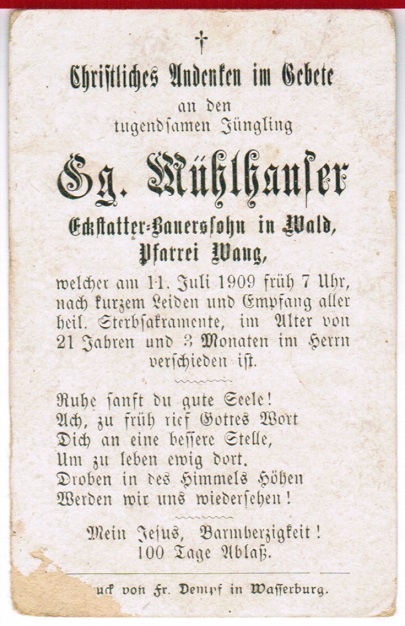 †
Christliches Andenken im Gebete
an den
tugendsamen Jüngling
Gg. Mühlhauser
Eckstatter-Bauerssohn in Wald,
Pfarrei Wang,
welcher am 11. Juli 1909 früh 7 Uhr,
nach kurzem Leiden und Empfang aller
heil. Sterbsakramente, im Alter von
21 Jahren und 3 Monaten im Herrn
verschieden ist.
Ruhe sanft du gute Seele!
Ach, zu früh rief Gottes Wort
Dich an eine bessere Stelle,
Um zu leben ewig dort.
Droben in des Himmels Höhen
Werden wir uns wiedersehen!
Mein Jesus, Barmherzigkeit!
100 Tage Ablaß.
uck von Fr. Dempf in Wasserburg.